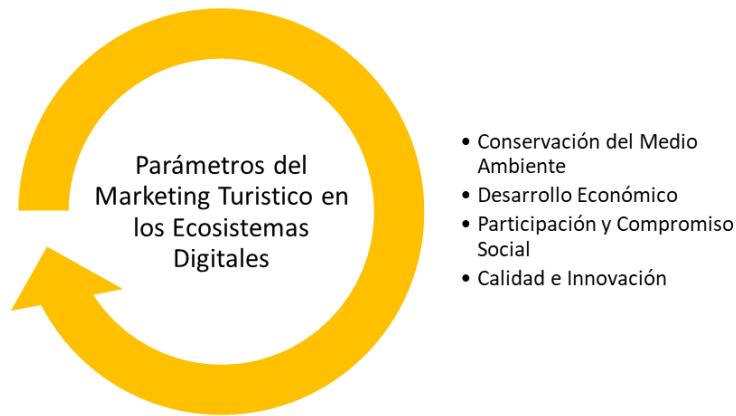 Parámetros del
Marketing Turistico en
los Ecosistemas
Digitales
• Conservación del Medio
Ambiente
• Desarrollo Económico
• Participación y Compromiso
Social
• Calidad e Innovación